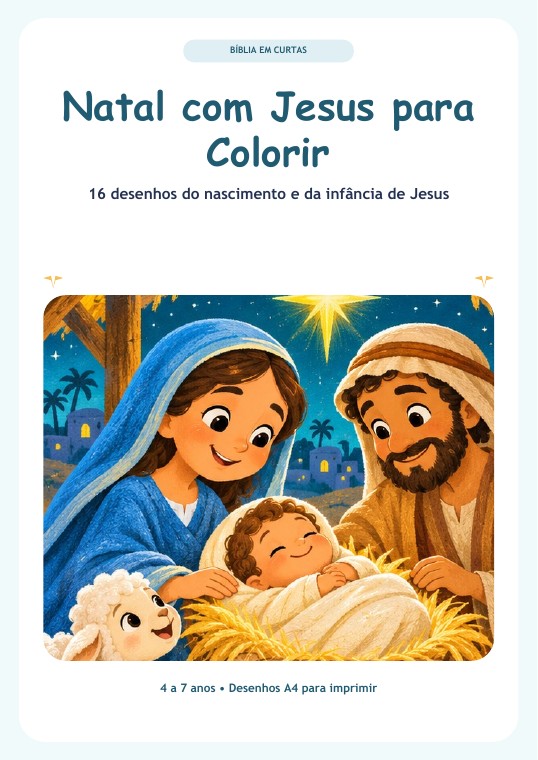 BÍBLIA EM CURTAS
Natal com Jesus para
Colorir
16 desenhos do nascimento e da infância de Jesus
4 a 7 anos • Desenhos A4 para imprimir